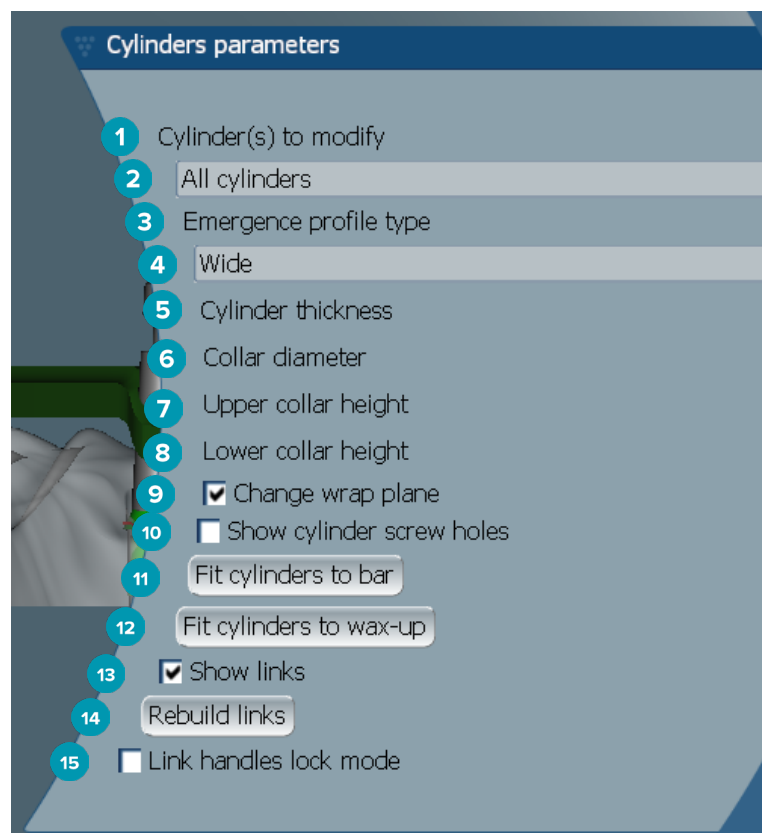 Cylinders parameters
1 Cylinder(s) to modify
2 All cylinders
3 Emergence profile type
4 Wide
5 Cylinder thickness
6 Collar diameter
7 Upper collar height
8 Lower collar height
9 Change wrap plane
10 Show cylinder screw holes
11 Fit cylinders to bar
12 Fit cylinders to wax-up
13 Show links
14 Rebuild links
15 Link handles lock mode